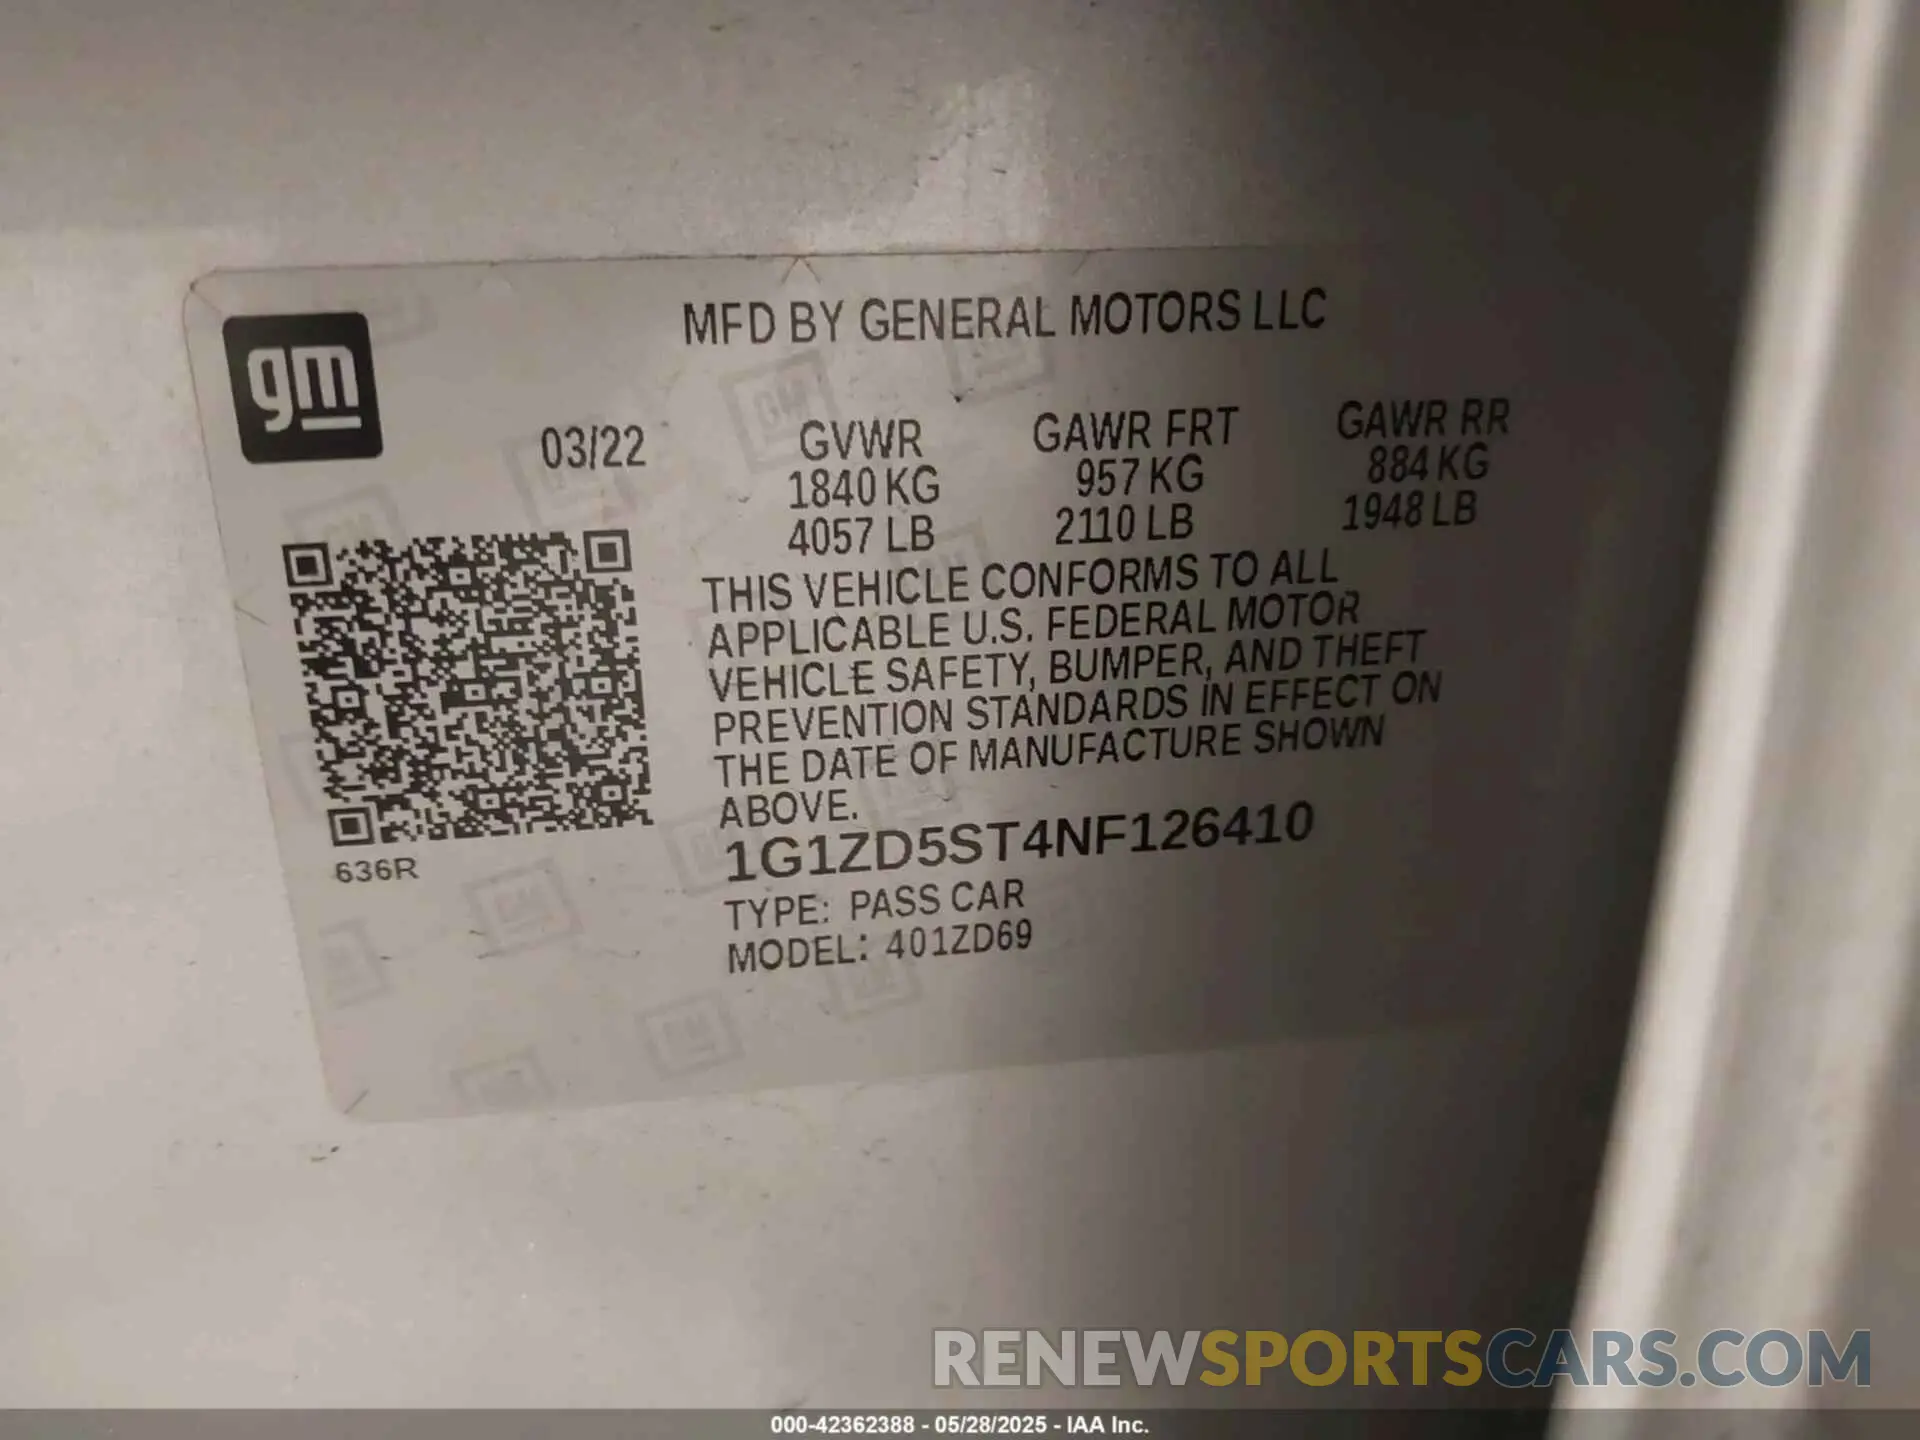 MFD BY GENERAL MOTORS LLC
gm
03/22 GVWR GAWR FRT GAWR RR
1840 KG 957 KG 884 KG
4057 LB 2110 LB 1948 LB
THIS VEHICLE CONFORMS TO ALL
APPLICABLE U.S. FEDERAL MOTOR
VEHICLE SAFETY, BUMPER, AND THEFT
PREVENTION STANDARDS IN EFFECT ON
THE DATE OF MANUFACTURE SHOWN
ABOVE.
1G1ZD5ST4NF126410
636R
TYPE: PASS CAR
MODEL: 401ZD69
RENEWSPORTSCARS.COM
000-42362388 - 05/28/2025 - IAA Inc.